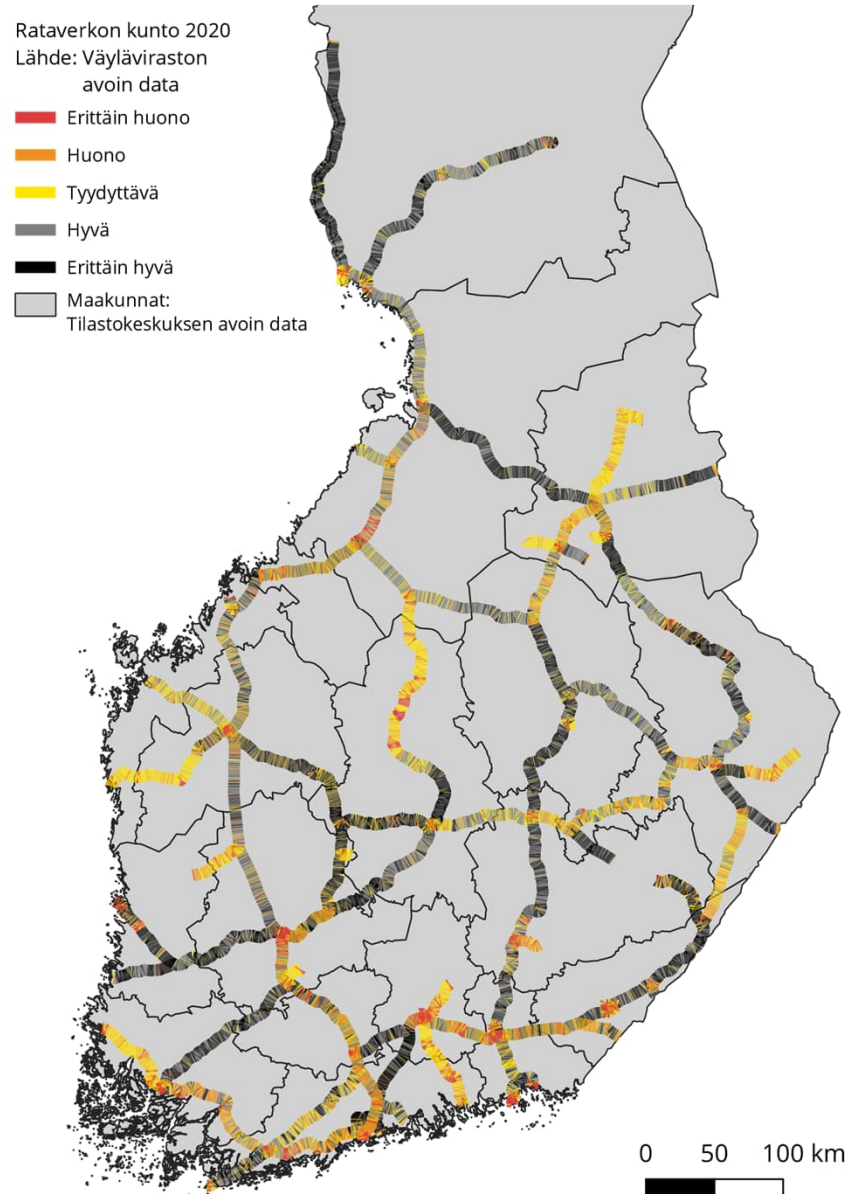 Rataverkon kunto 2020
Lähde: Väyläviraston
avoin data
Erittäin huono
Huono
Tyydyttävä
Hyvä
Erittäin hyvä
Maakunnat:
Tilastokeskuksen avoin data
0 50 100 km